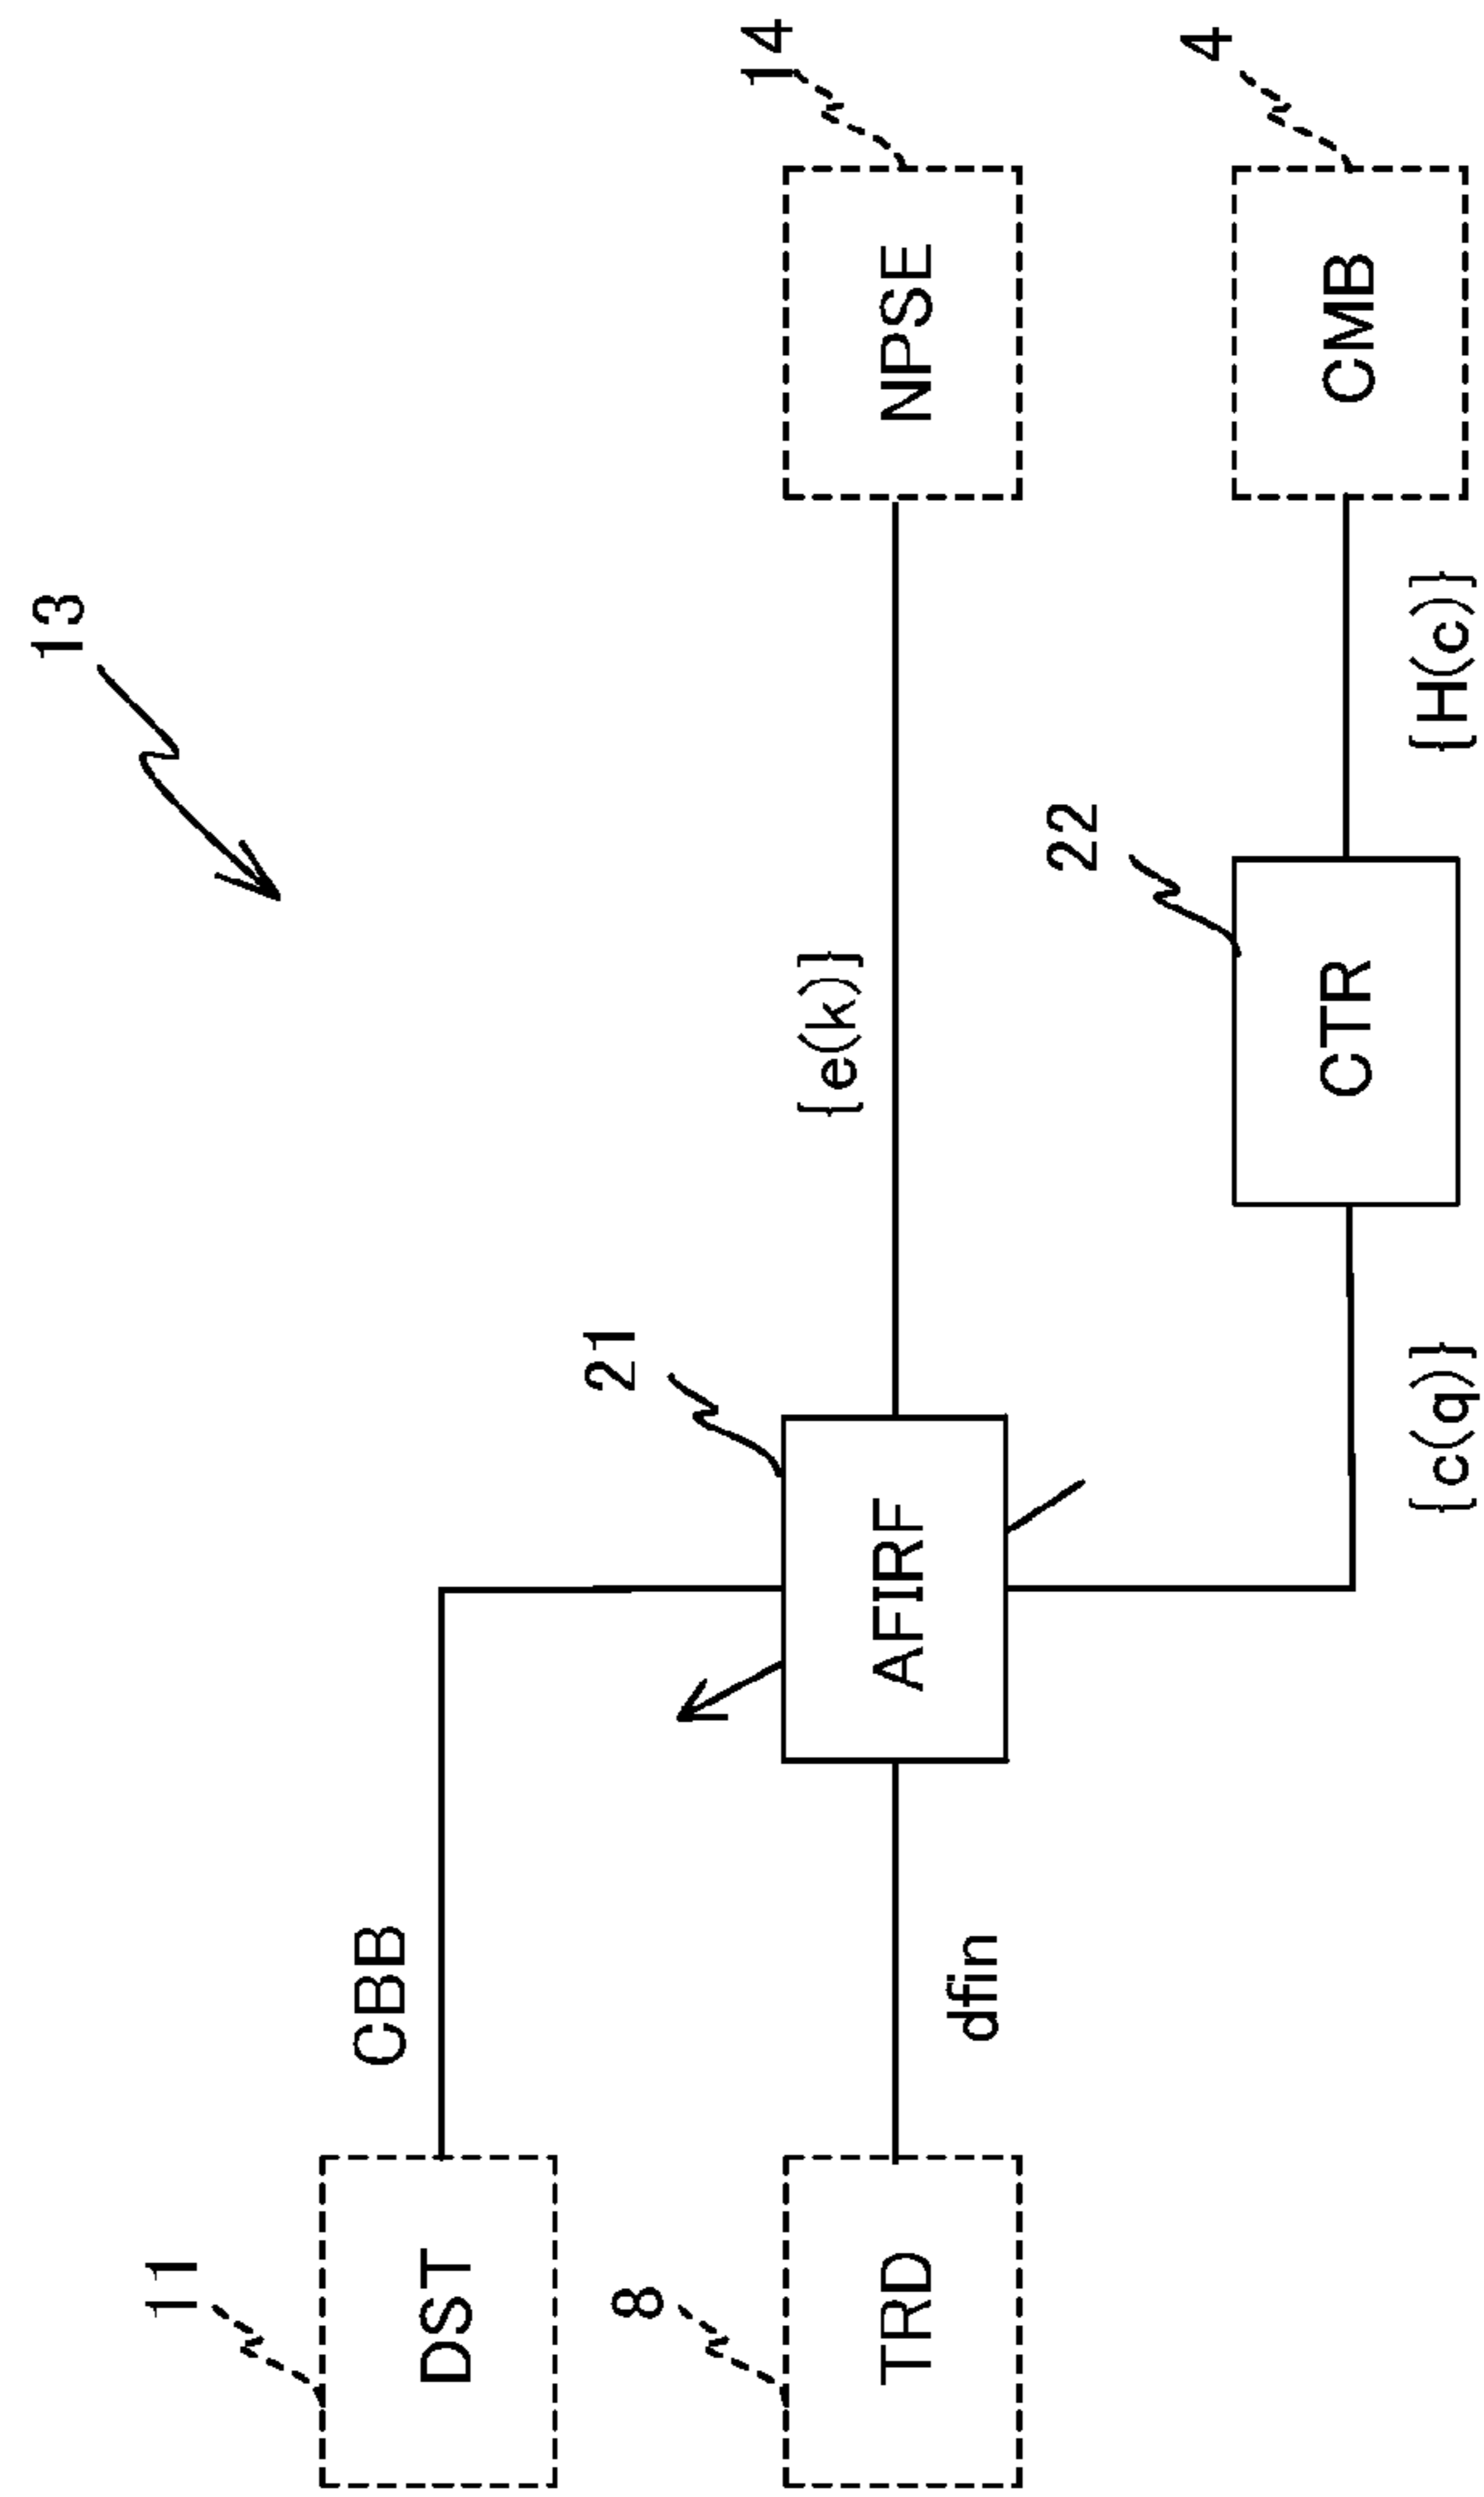 13
11
DST
CBB
8
TRD
dfin
21
AFIRF
{e(k)}
14
NPSE
22
CTR
{c(q)}
{H(c)}
4
CMB